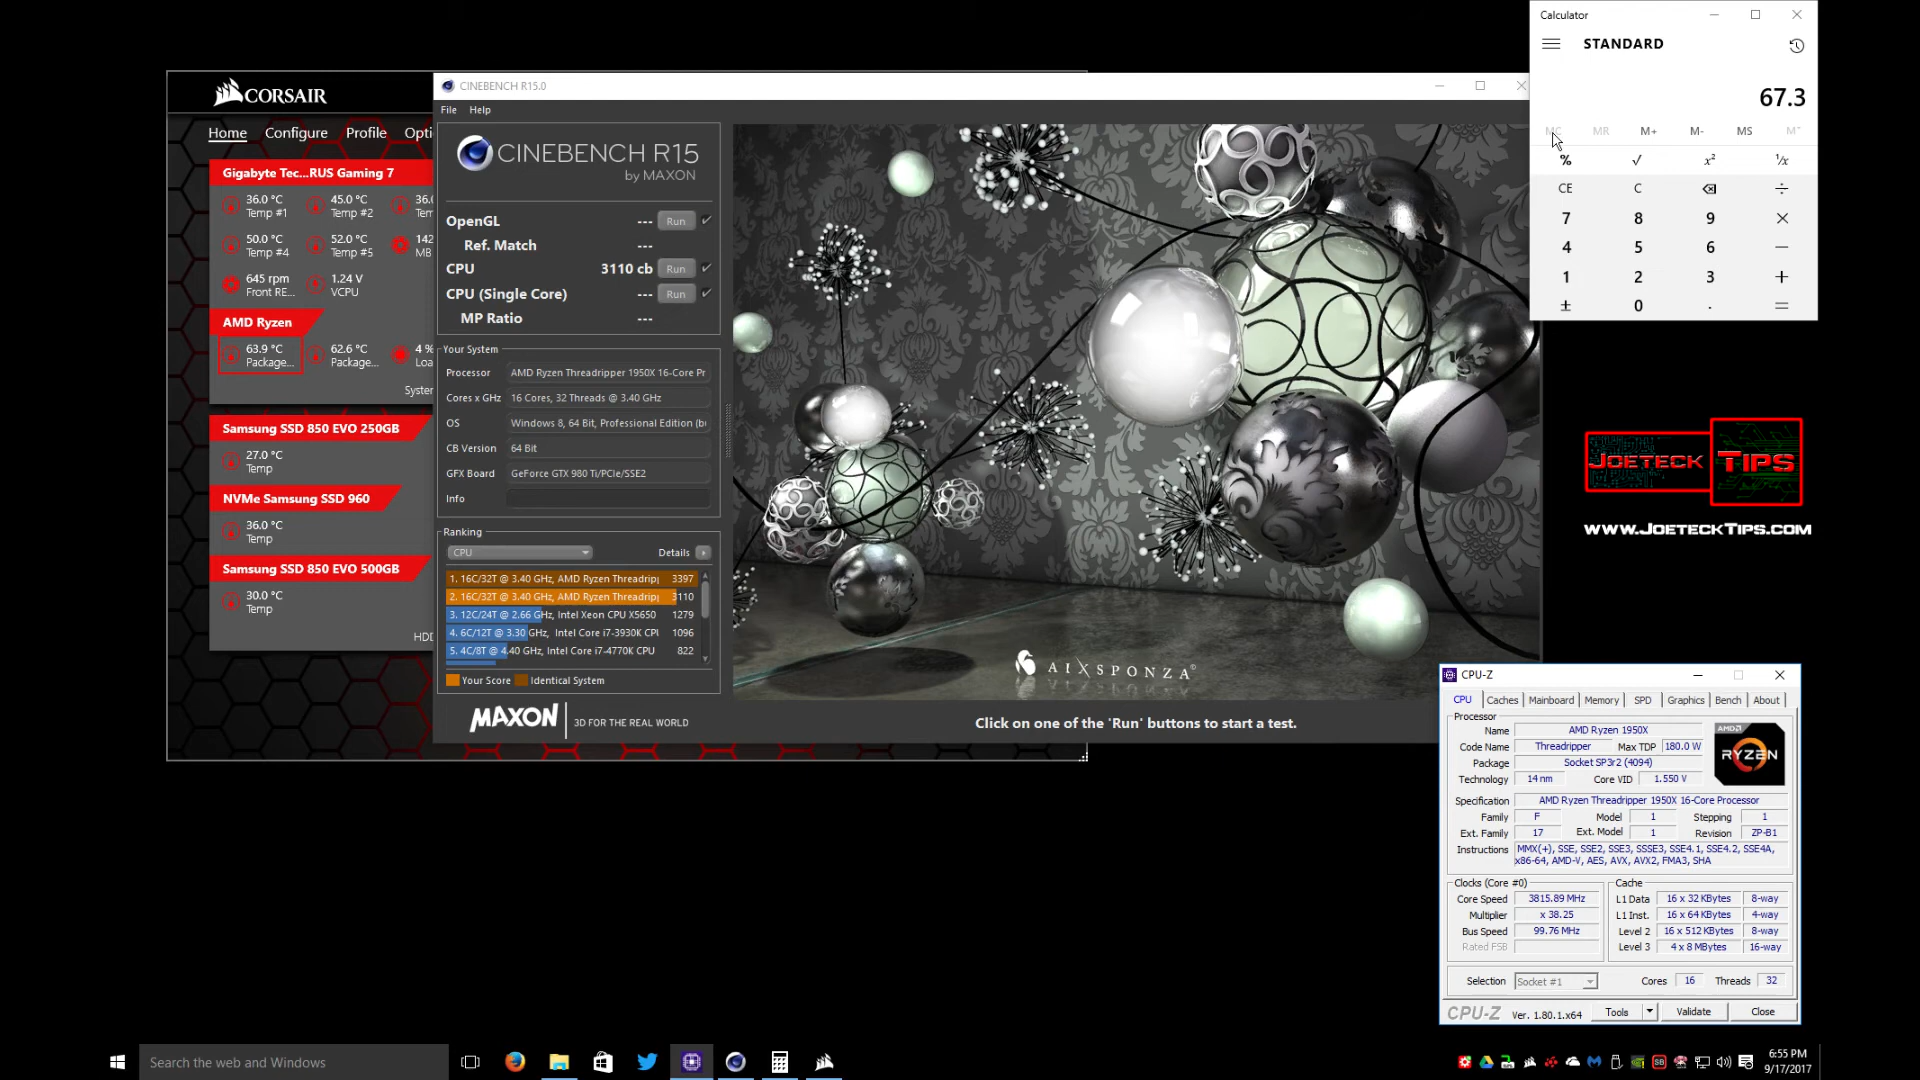 Calculator
STANDARD
67.3
MC MR M+ M- MS M˅
% √ x² ¹/x
CE C ÷
7 8 9 ×
4 5 6 −
1 2 3 +
± 0 . =
CORSAIR
Home Configure Profile Opti
Gigabyte Tec...RUS Gaming 7
36.0 °C 45.0 °C 36.
Temp #1 Temp #2 Ten
50.0 °C 52.0 °C 142
Temp #4 Temp #5 MB
645 rpm 1.24 V
Front RE... VCPU
AMD Ryzen
63.9 °C 62.6 °C 4 %
Package... Package... Loa
System
Samsung SSD 850 EVO 250GB
27.0 °C
Temp
NVMe Samsung SSD 960
36.0 °C
Temp
Samsung SSD 850 EVO 500GB
30.0 °C
Temp
HDD
CINEBENCH R15.0
File Help
CINEBENCH R15
by MAXON
OpenGL --- Run
Ref. Match ---
CPU 3110 cb Run
CPU (Single Core) --- Run
MP Ratio ---
Your System
Processor AMD Ryzen Threadripper 1950X 16-Core Pr
Cores x GHz 16 Cores, 32 Threads @ 3.40 GHz
OS Windows 8, 64 Bit, Professional Edition (bu
CB Version 64 Bit
GFX Board GeForce GTX 980 Ti/PCIe/SSE2
Info
Ranking
CPU Details
1. 16C/32T @ 3.40 GHz, AMD Ryzen Threadripp 3397
2. 16C/32T @ 3.40 GHz, AMD Ryzen Threadripp 3110
3. 12C/24T @ 2.66 GHz, Intel Xeon CPU X5650 1279
4. 6C/12T @ 3.30 GHz, Intel Core i7-3930K CPU 1096
5. 4C/8T @ 4.40 GHz, Intel Core i7-4770K CPU 822
Your Score Identical System
MAXON 3D FOR THE REAL WORLD
AIXSPONZA®
Click on one of the 'Run' buttons to start a test.
JOETECK TIPS
WWW.JOETECKTIPS.COM
CPU-Z
CPU Caches Mainboard Memory SPD Graphics Bench About
Processor
Name AMD Ryzen 1950X
Code Name Threadripper Max TDP 180.0 W
Package Socket SP3r2 (4094)
Technology 14 nm Core VID 1.550 V
AMD RYZEN
Specification AMD Ryzen Threadripper 1950X 16-Core Processor
Family F Model 1 Stepping 1
Ext. Family 17 Ext. Model 1 Revision ZP-B1
Instructions MMX(+), SSE, SSE2, SSE3, SSSE3, SSE4.1, SSE4.2, SSE4A,
x86-64, AMD-V, AES, AVX, AVX2, FMA3, SHA
Clocks (Core #0) Cache
Core Speed 3815.89 MHz L1 Data 16 x 32 KBytes 8-way
Multiplier x 38.25 L1 Inst. 16 x 64 KBytes 4-way
Bus Speed 99.76 MHz Level 2 16 x 512 KBytes 8-way
Rated FSB Level 3 4 x 8 MBytes 16-way
Selection Socket #1 Cores 16 Threads 32
CPU-Z Ver. 1.80.1.x64 Tools Validate Close
Search the web and Windows
6:55 PM
9/17/2017